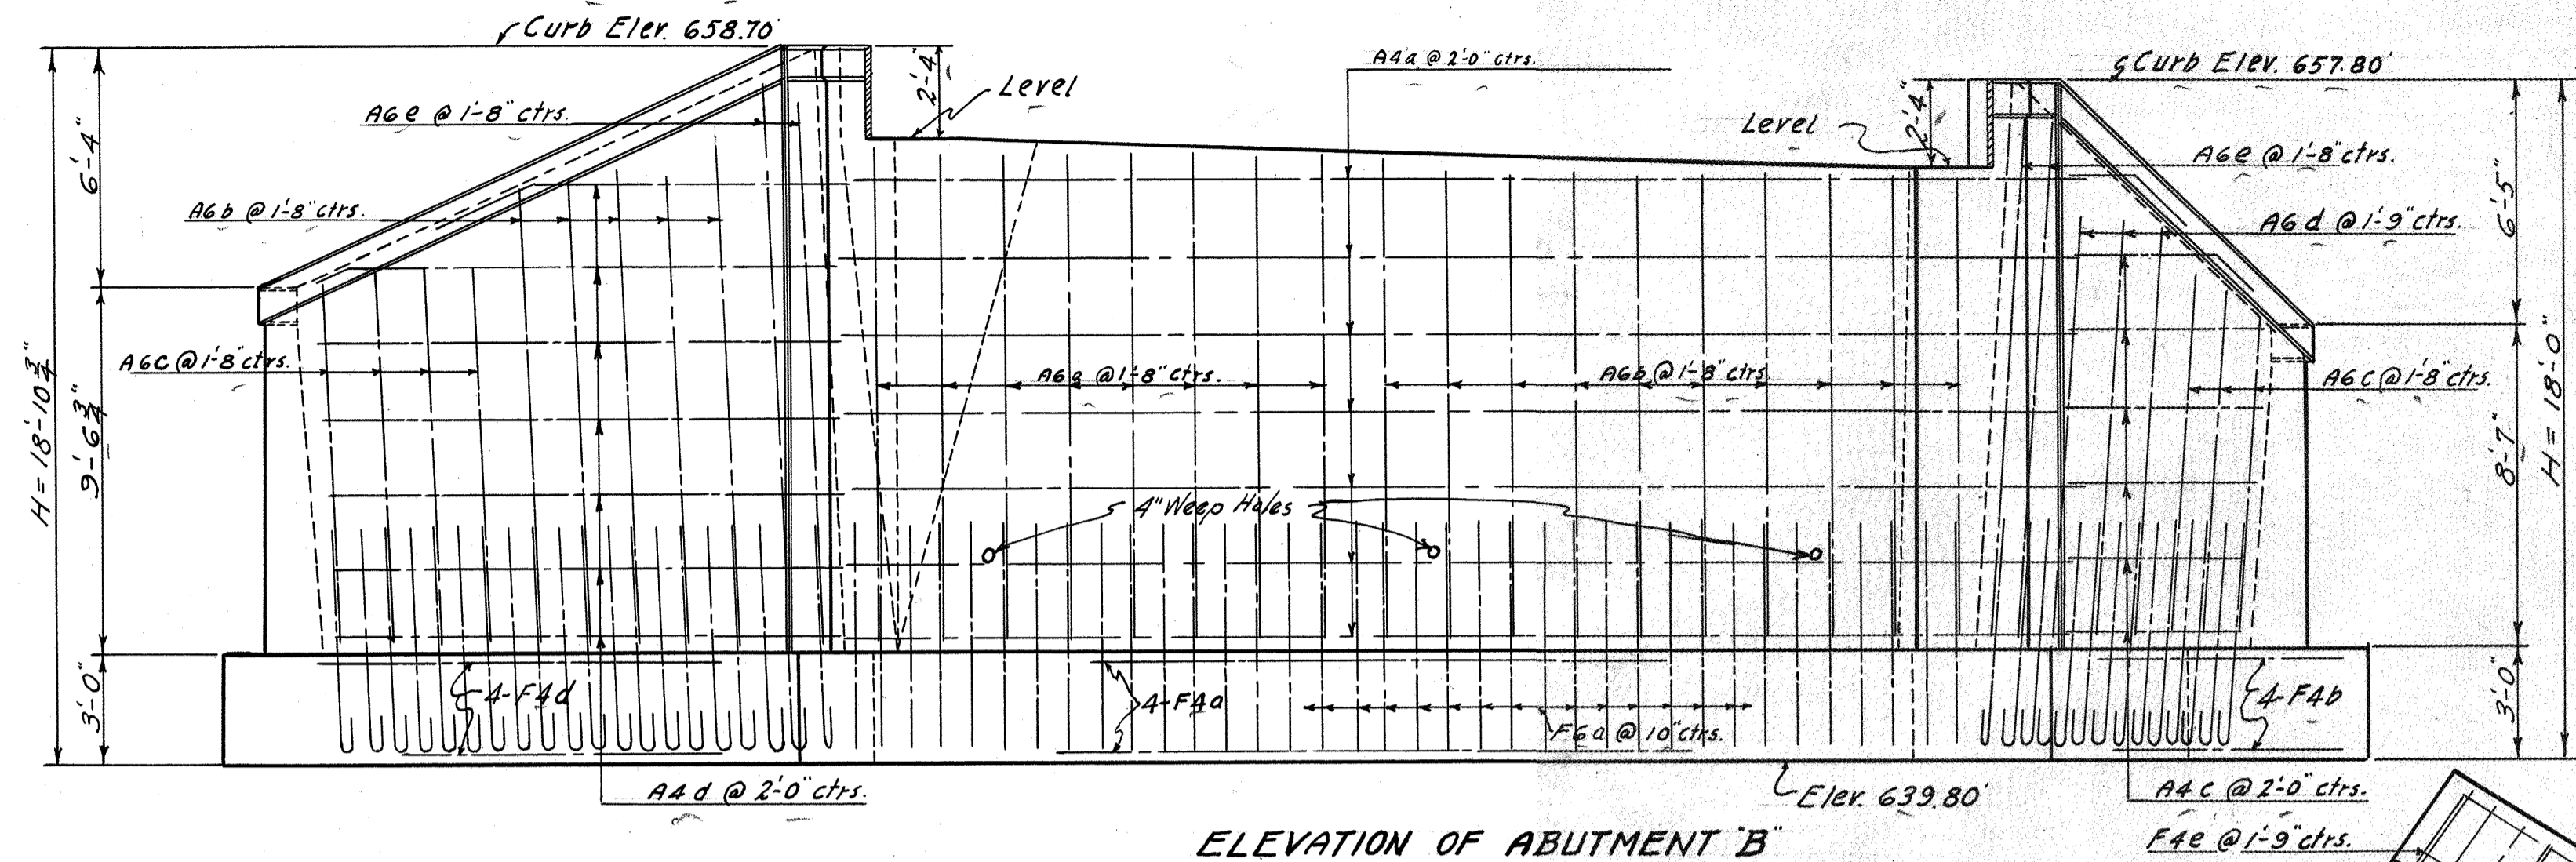 Curb Elev. 658.70'
A4a @ 2'-0" ctrs.
Curb Elev. 657.80'
2'-4"
Level
A6e @ 1'-8" ctrs.
Level
2'-4"
A6e @ 1'-8" ctrs.
6'-4"
6'-5"
A6b @ 1'-8" ctrs.
A6d @ 1'-9" ctrs.
A6c @ 1'-8" ctrs.
A6a @ 1'-8" ctrs.
A6b @ 1'-8" ctrs.
A6c @ 1'-8" ctrs.
H = 18'-10 3/4"
9'-6 3/4"
8'-7"
H = 18'-0"
4" Weep Holes
3'-0"
4-F4d
4-F4a
F6a @ 10" ctrs.
4-F4b
3'-0"
A4d @ 2'-0" ctrs.
Elev. 639.80'
A4c @ 2'-0" ctrs.
ELEVATION OF ABUTMENT "B"
F4e @ 1'-9" ctrs.